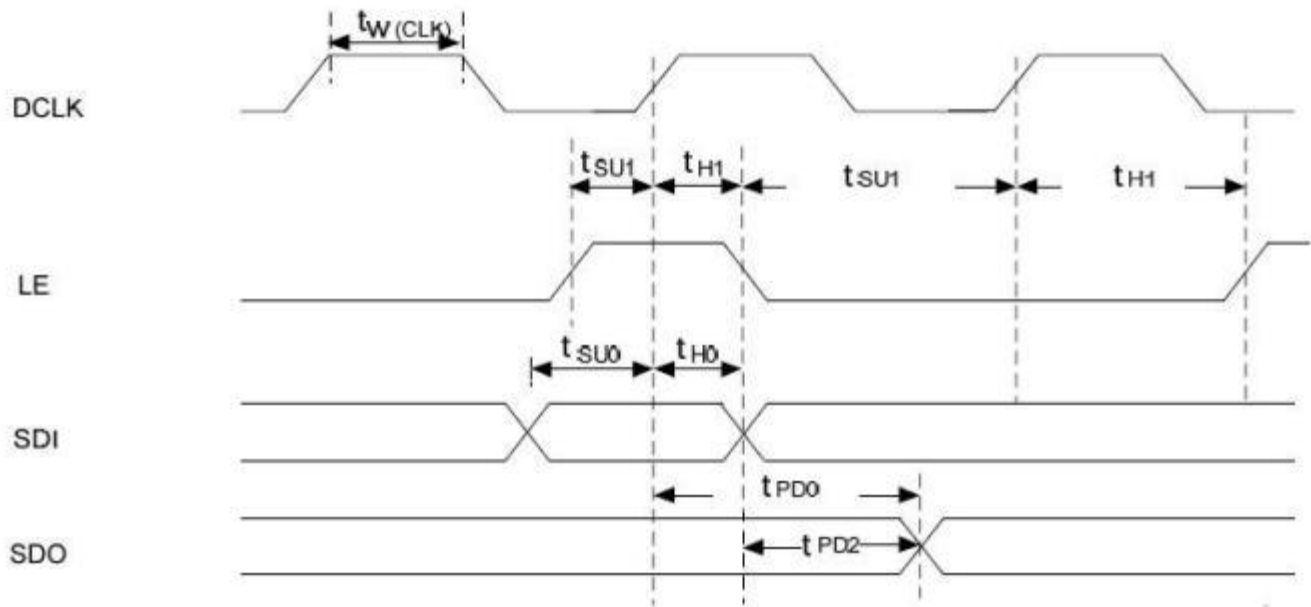 tW(CLK)
DCLK
tSU1 tH1 tSU1 tH1
LE
tSU0 tH0
SDI
tPD0
SDO
tPD2